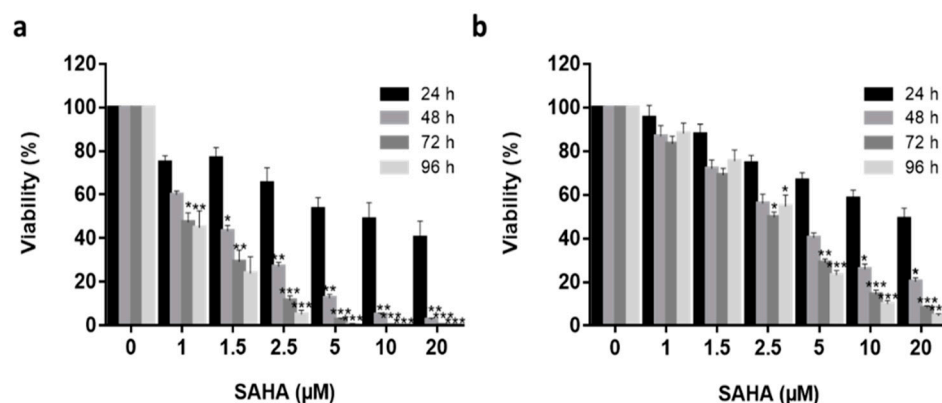 a
120
100
80
60
40
20
0
Viability (%)
24 h
48 h
72 h
96 h
* ** * ** ** *** *** ** *** *** ** *** *** ** *** ***
0 1 1.5 2.5 5 10 20
SAHA (µM)
b
120
100
80
60
40
20
0
Viability (%)
24 h
48 h
72 h
96 h
* * ** *** * *** *** * *** **
0 1 1.5 2.5 5 10 20
SAHA (µM)